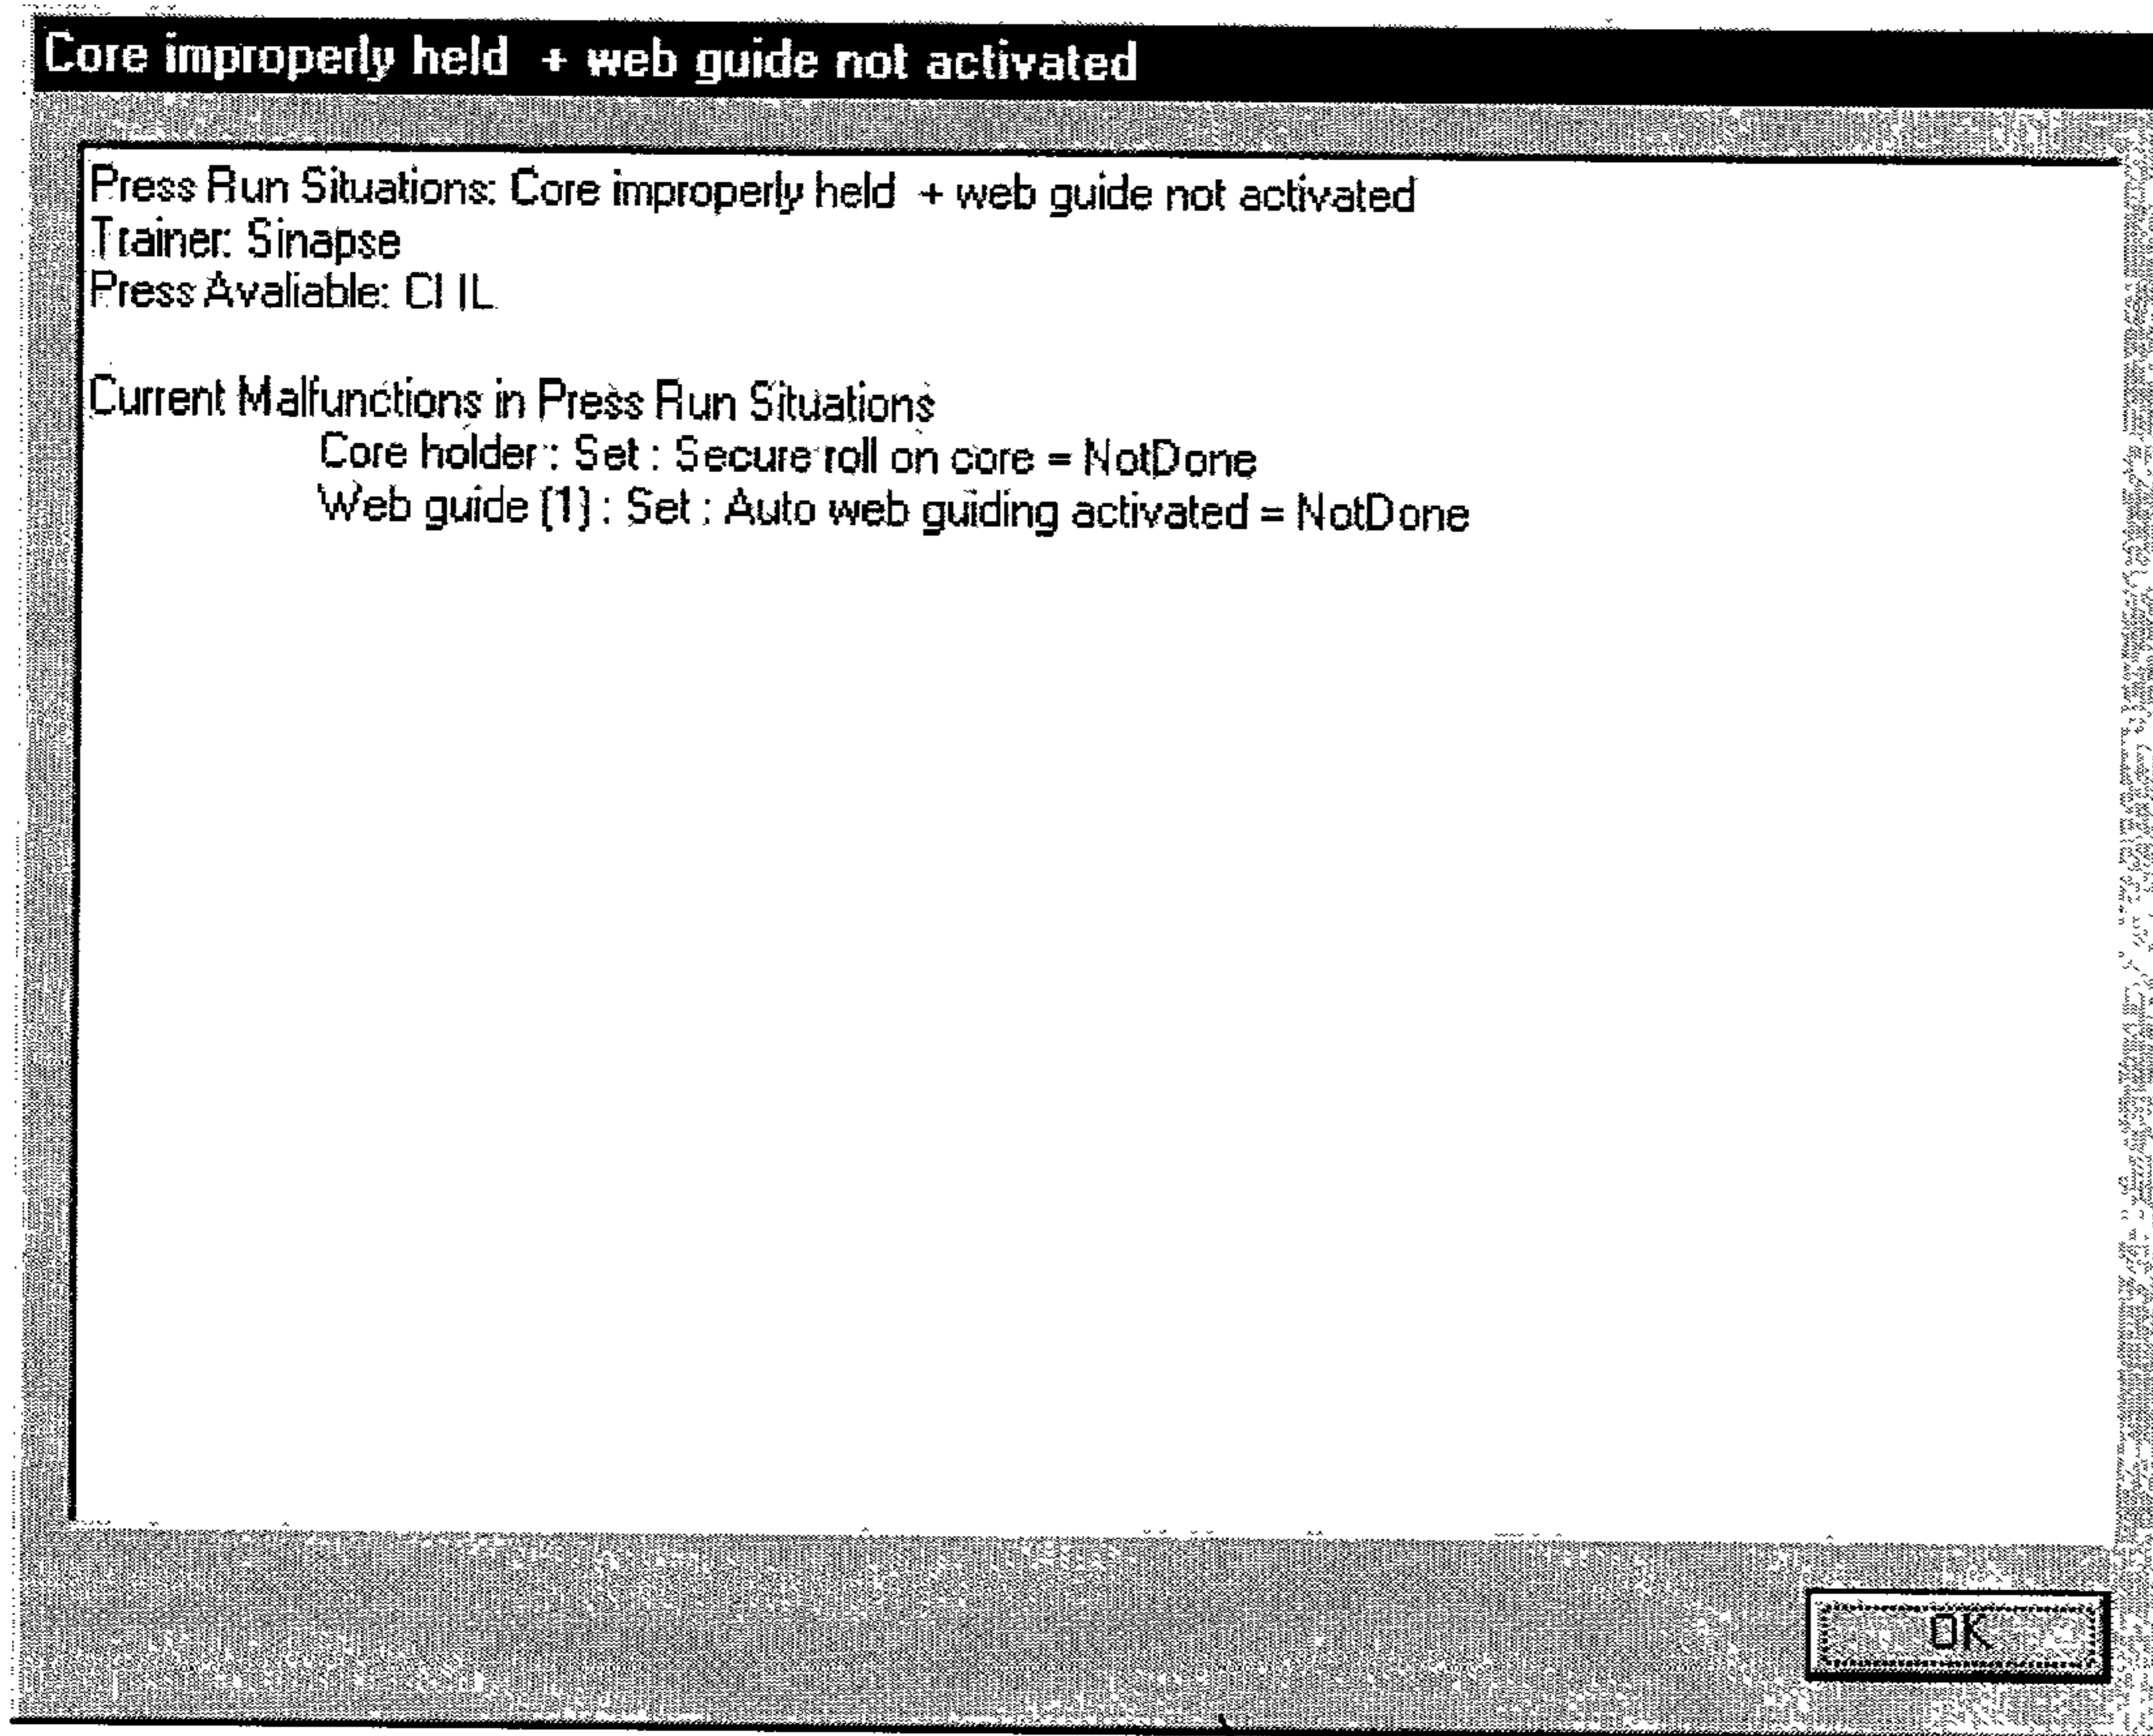 Core improperly held + web guide not activated
Press Run Situations: Core improperly held + web guide not activated
Trainer: Sinapse
Press Avaliable: CI IL
Current Malfunctions in Press Run Situations
Core holder : Set : Secure roll on core = NotDone
Web guide [1] : Set : Auto web guiding activated = NotDone
OK